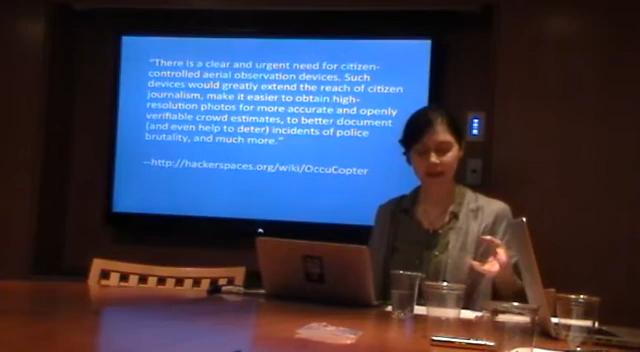 "There is a clear and urgent need for citizen-
controlled aerial observation devices. Such
devices would greatly extend the reach of citizen
journalism, make it easier to obtain high-
resolution photos for more accurate and openly
verifiable crowd estimates, to better document
(and even help to deter) incidents of police
brutality, and much more."
--http://hackerspaces.org/wiki/OccuCopter